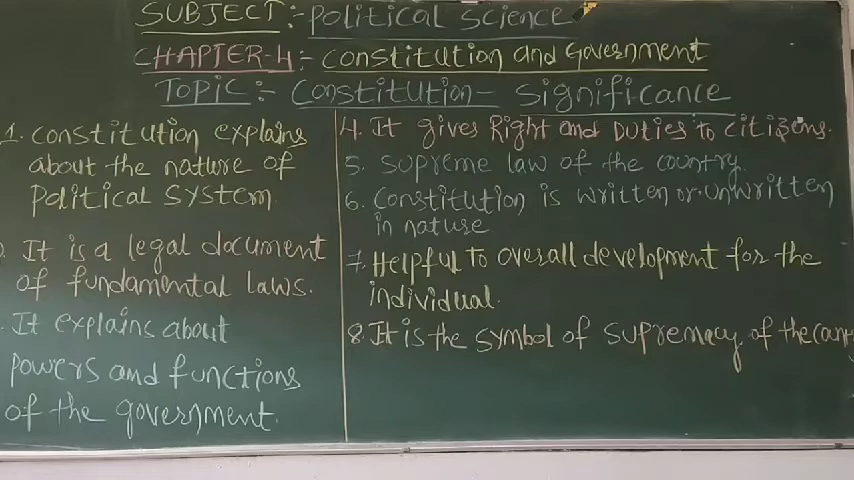 SUBJECT:- Political Science
CHAPTER-4:- Constitution and Government
TOPIC:- Constitution- Significance
1. Constitution explains
about the nature of
Political System
It is a legal document
of fundamental laws.
It explains about
Powers and functions
of the government.
4. It gives Right and Duties to citizens.
5. Supreme law of the country.
6. Constitution is written or unwritten
in nature
7. Helpful to overall development for the
individual.
8. It is the symbol of supremacy of the